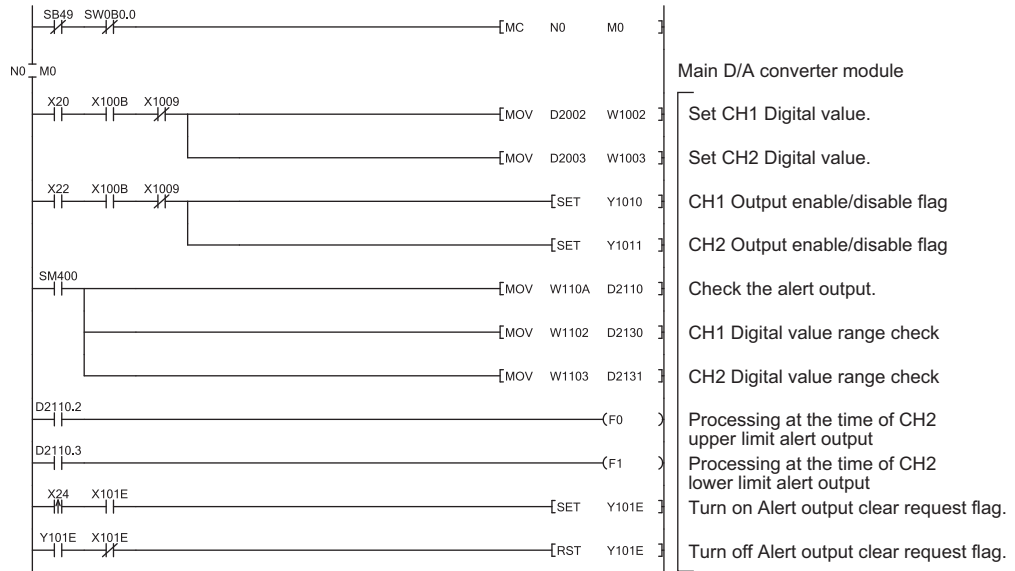 SB49 SW0B0.0
[MC N0 M0 ]
N0 M0
Main D/A converter module
X20 X100B X1009
[MOV D2002 W1002 ] Set CH1 Digital value.
[MOV D2003 W1003 ] Set CH2 Digital value.
X22 X100B X1009
[SET Y1010 ] CH1 Output enable/disable flag
[SET Y1011 ] CH2 Output enable/disable flag
SM400
[MOV W110A D2110 ] Check the alert output.
[MOV W1102 D2130 ] CH1 Digital value range check
[MOV W1103 D2131 ] CH2 Digital value range check
D2110.2
(F0 ) Processing at the time of CH2
upper limit alert output
D2110.3
(F1 ) Processing at the time of CH2
lower limit alert output
X24 X101E
[SET Y101E ] Turn on Alert output clear request flag.
Y101E X101E
[RST Y101E ] Turn off Alert output clear request flag.